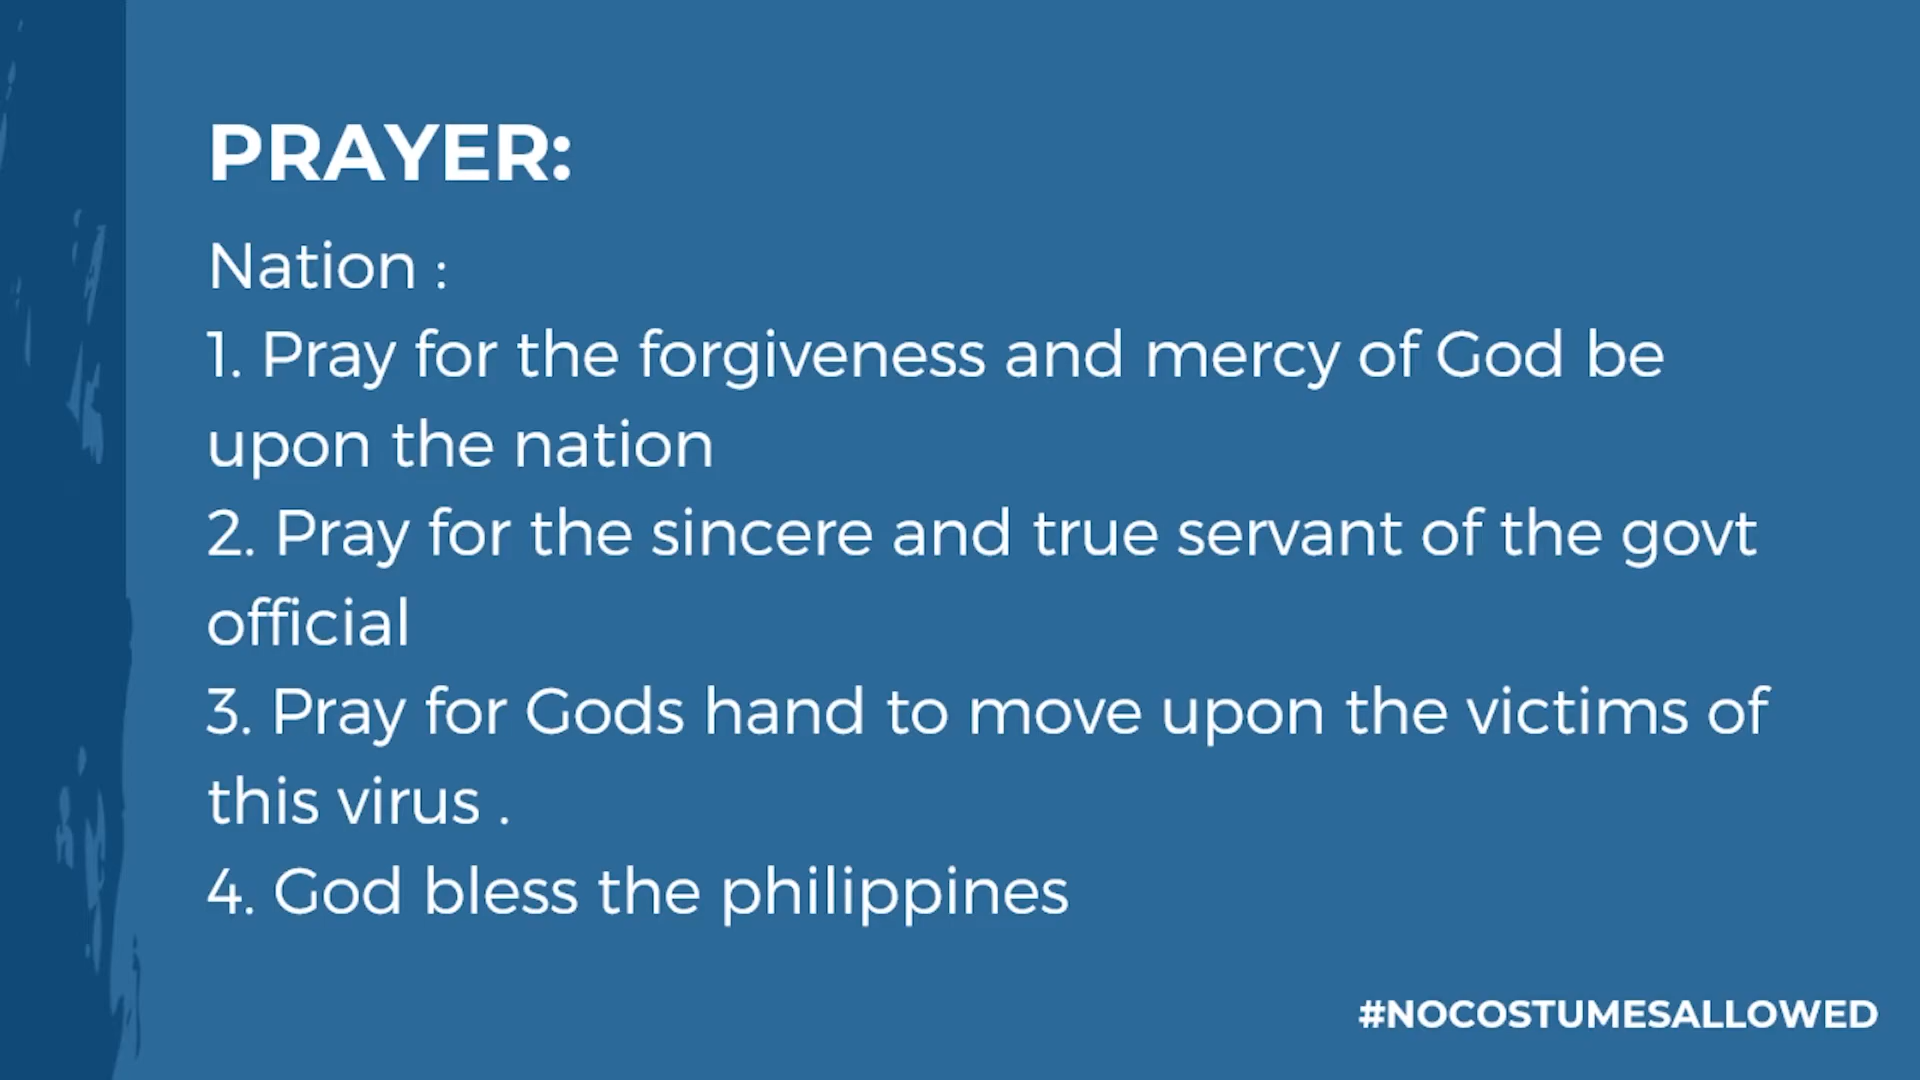 PRAYER:
Nation :
1. Pray for the forgiveness and mercy of God be
upon the nation
2. Pray for the sincere and true servant of the govt
official
3. Pray for Gods hand to move upon the victims of
this virus .
4. God bless the philippines
#NOCOSTUMESALLOWED